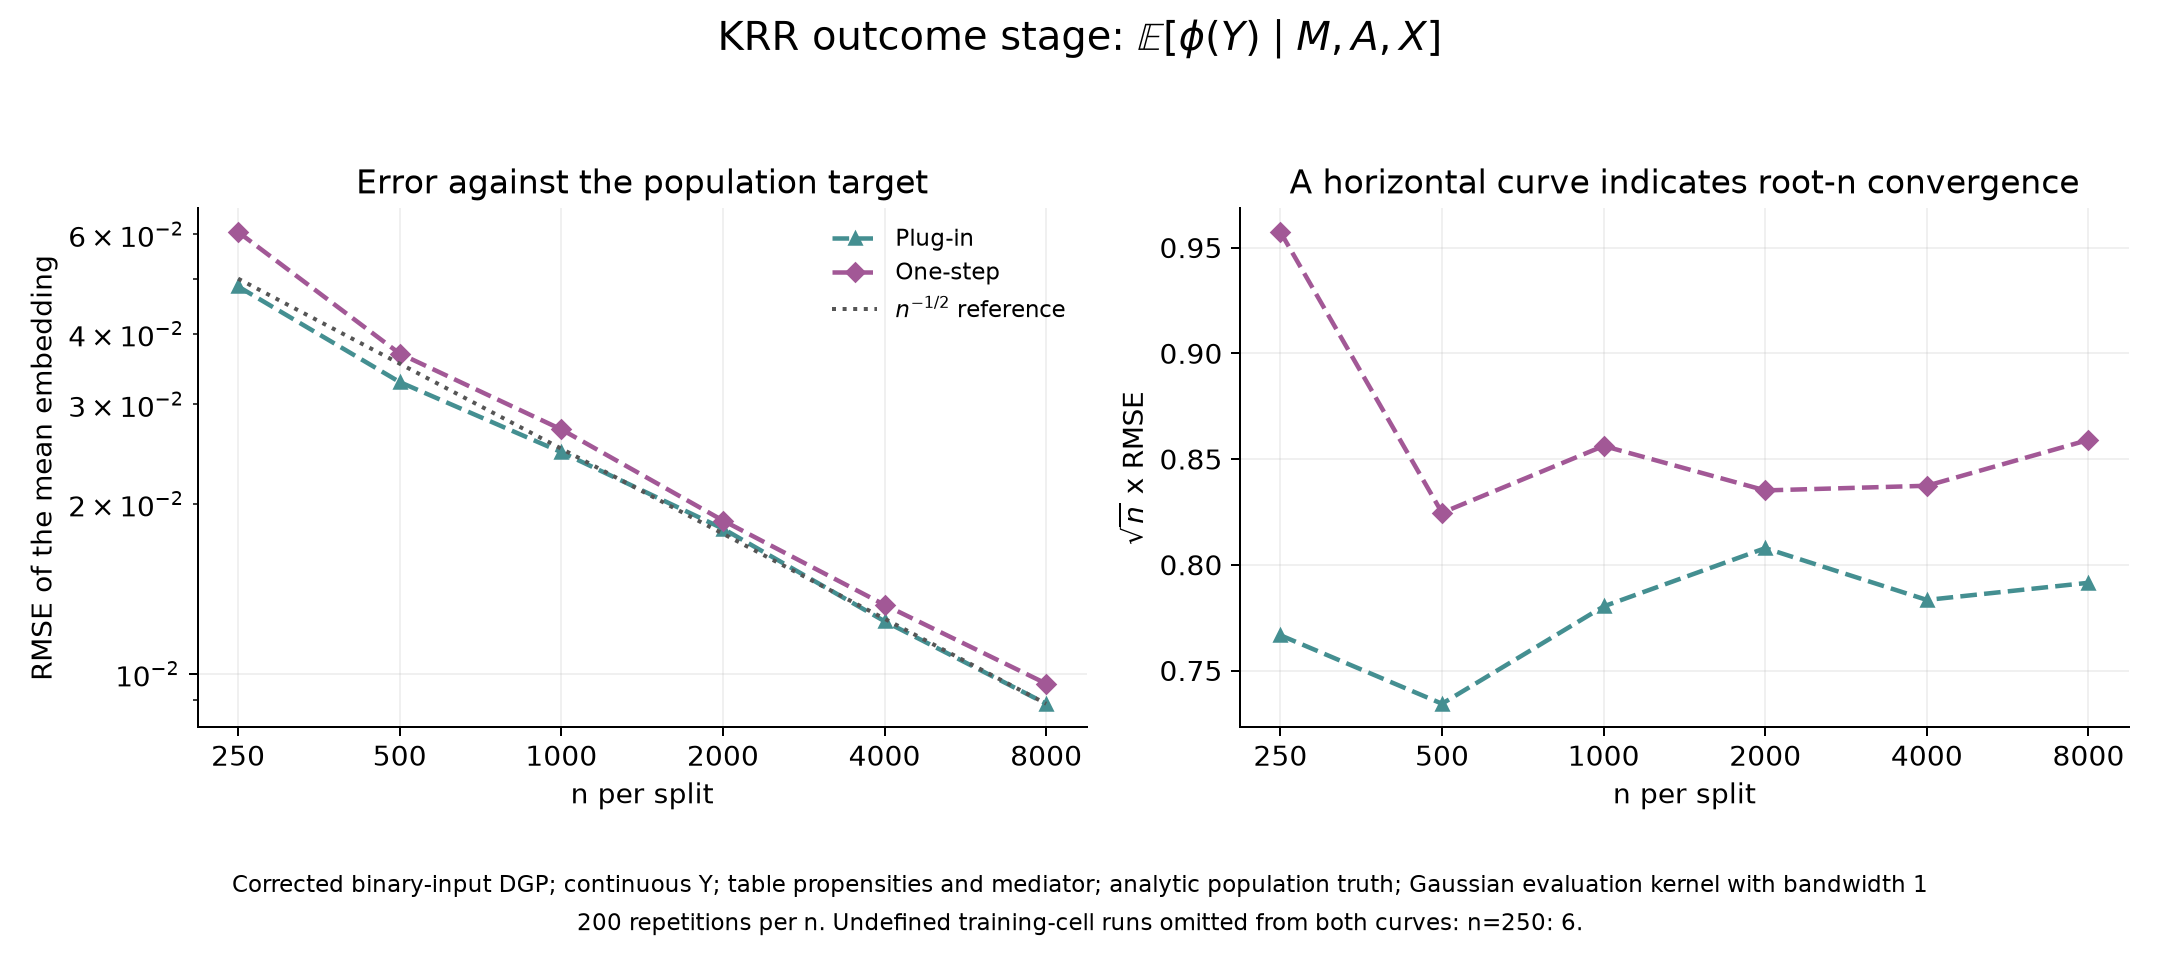 KRR outcome stage: 𝔼[ϕ(Y) | M, A, X]
Error against the population target
RMSE of the mean embedding
6 × 10⁻²
4 × 10⁻²
3 × 10⁻²
2 × 10⁻²
10⁻²
Plug-in
One-step
n⁻¹/² reference
250 500 1000 2000 4000 8000
n per split
A horizontal curve indicates root-n convergence
√n x RMSE
0.95
0.90
0.85
0.80
0.75
250 500 1000 2000 4000 8000
n per split
Corrected binary-input DGP; continuous Y; table propensities and mediator; analytic population truth; Gaussian evaluation kernel with bandwidth 1
200 repetitions per n. Undefined training-cell runs omitted from both curves: n=250: 6.